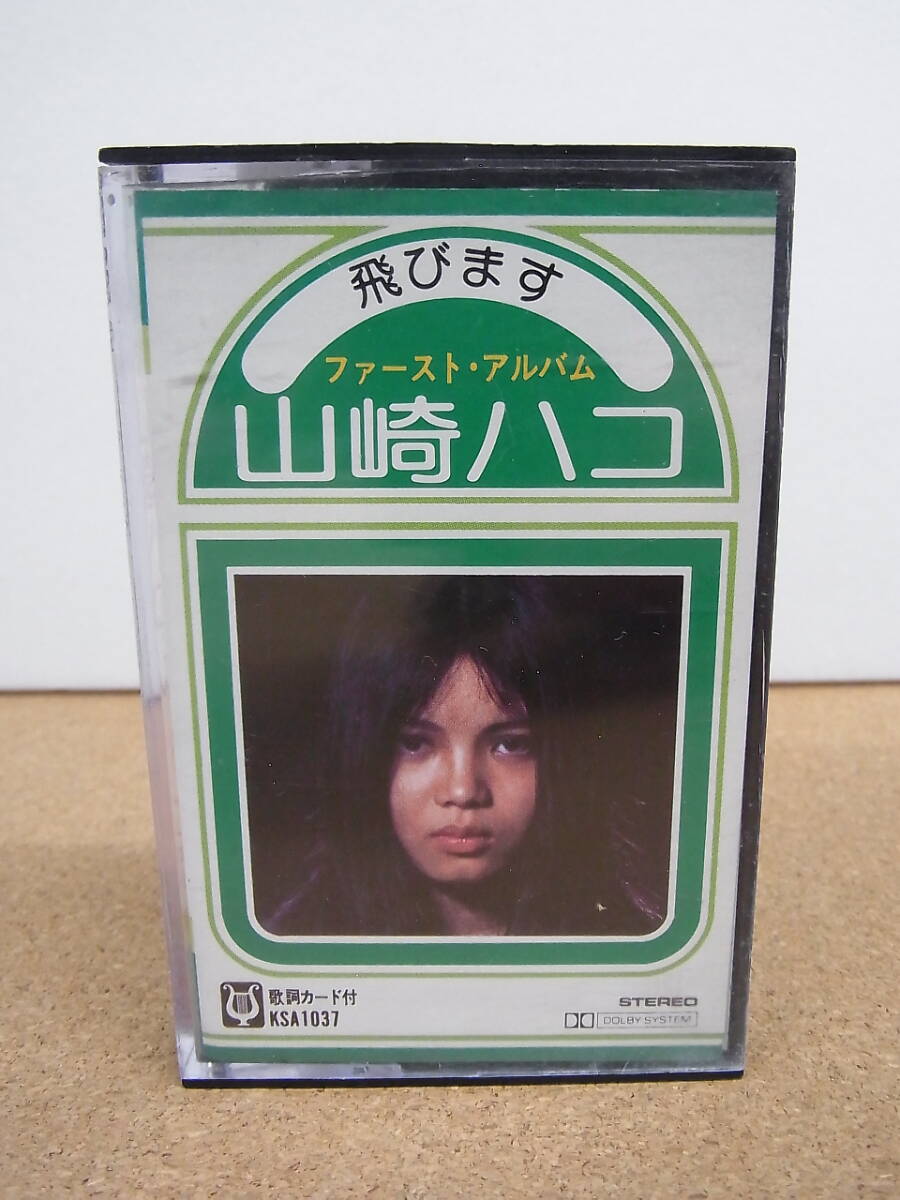 飛びます
ファースト・アルバム
山崎ハコ
歌詞カード付
KSA1037
STEREO
DOLBY SYSTEM